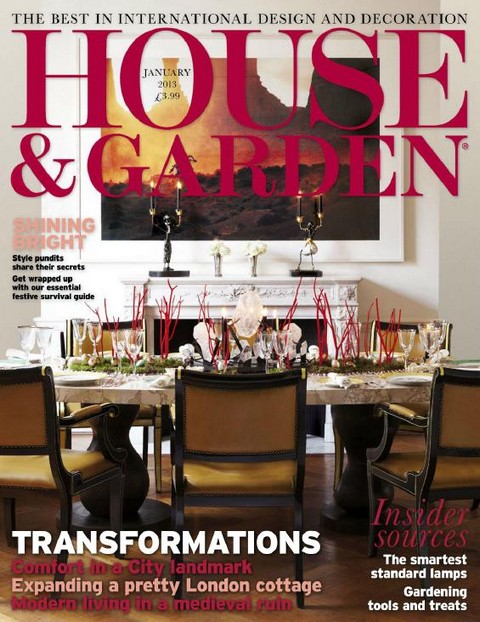 THE BEST IN INTERNATIONAL DESIGN AND DECORATION
HOUSE
JANUARY
2013
£3.99
& GARDEN®
SHINING
BRIGHT
Style pundits
share their secrets
Get wrapped up
with our essential
festive survival guide
TRANSFORMATIONS
Comfort in a City landmark
Expanding a pretty London cottage
Modern living in a medieval ruin
Insider
sources
The smartest
standard lamps
Gardening
tools and treats